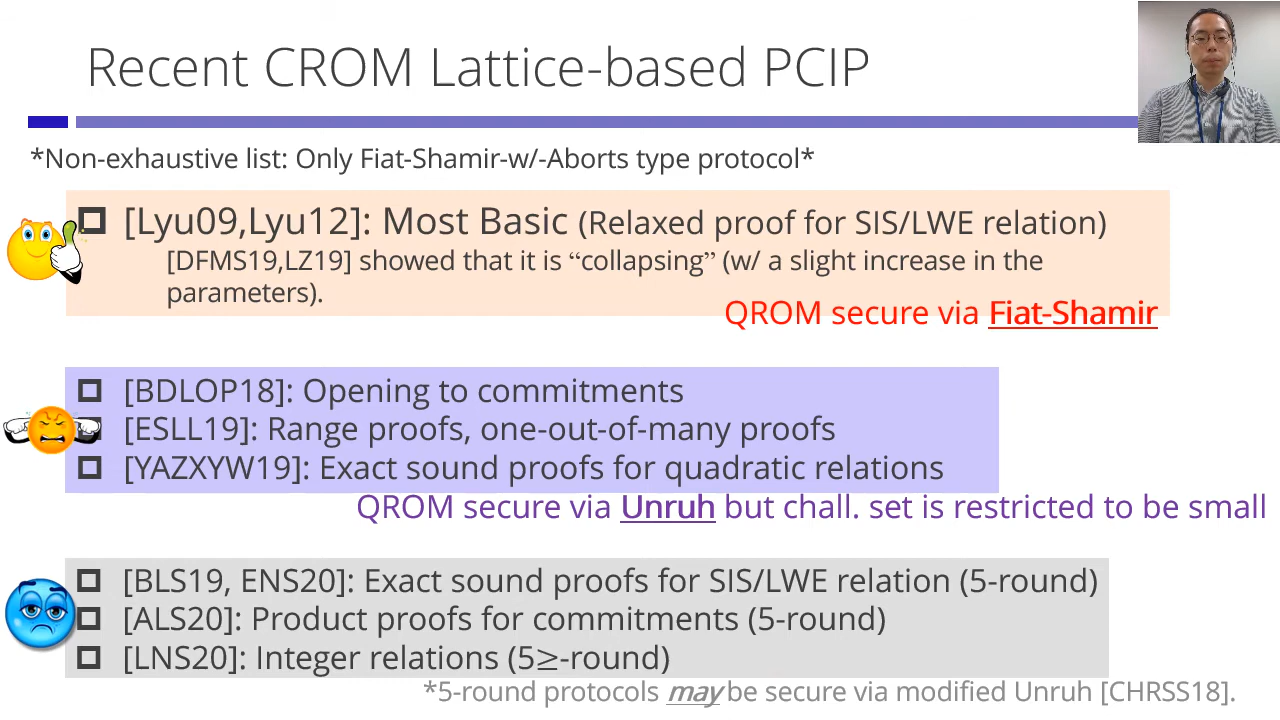 Recent CROM Lattice-based PCIP
*Non-exhaustive list: Only Fiat-Shamir-w/-Aborts type protocol*
[Lyu09,Lyu12]: Most Basic (Relaxed proof for SIS/LWE relation)
[DFMS19,LZ19] showed that it is “collapsing” (w/ a slight increase in the
parameters).
QROM secure via Fiat-Shamir
[BDLOP18]: Opening to commitments
[ESLL19]: Range proofs, one-out-of-many proofs
[YAZXYW19]: Exact sound proofs for quadratic relations
QROM secure via Unruh but chall. set is restricted to be small
[BLS19, ENS20]: Exact sound proofs for SIS/LWE relation (5-round)
[ALS20]: Product proofs for commitments (5-round)
[LNS20]: Integer relations (5≥-round)
*5-round protocols may be secure via modified Unruh [CHRSS18].